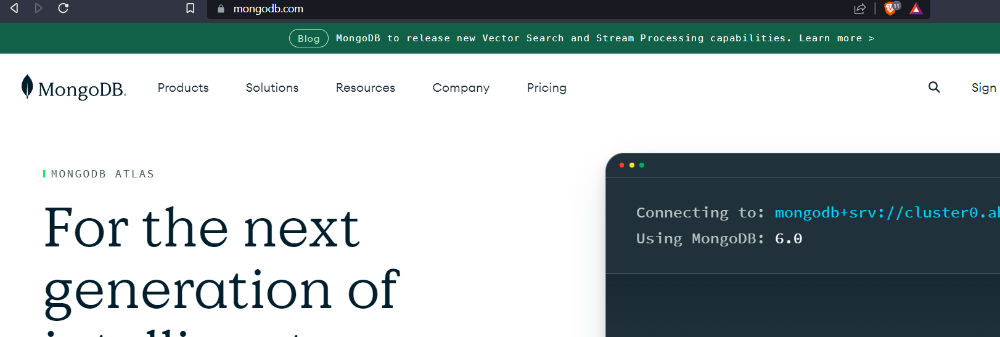 mongodb.com
11
Blog MongoDB to release new Vector Search and Stream Processing capabilities. Learn more >
MongoDB®
Products Solutions Resources Company Pricing Sign
MONGODB ATLAS
For the next
generation of
Connecting to: mongodb+srv://cluster0.ab
Using MongoDB: 6.0